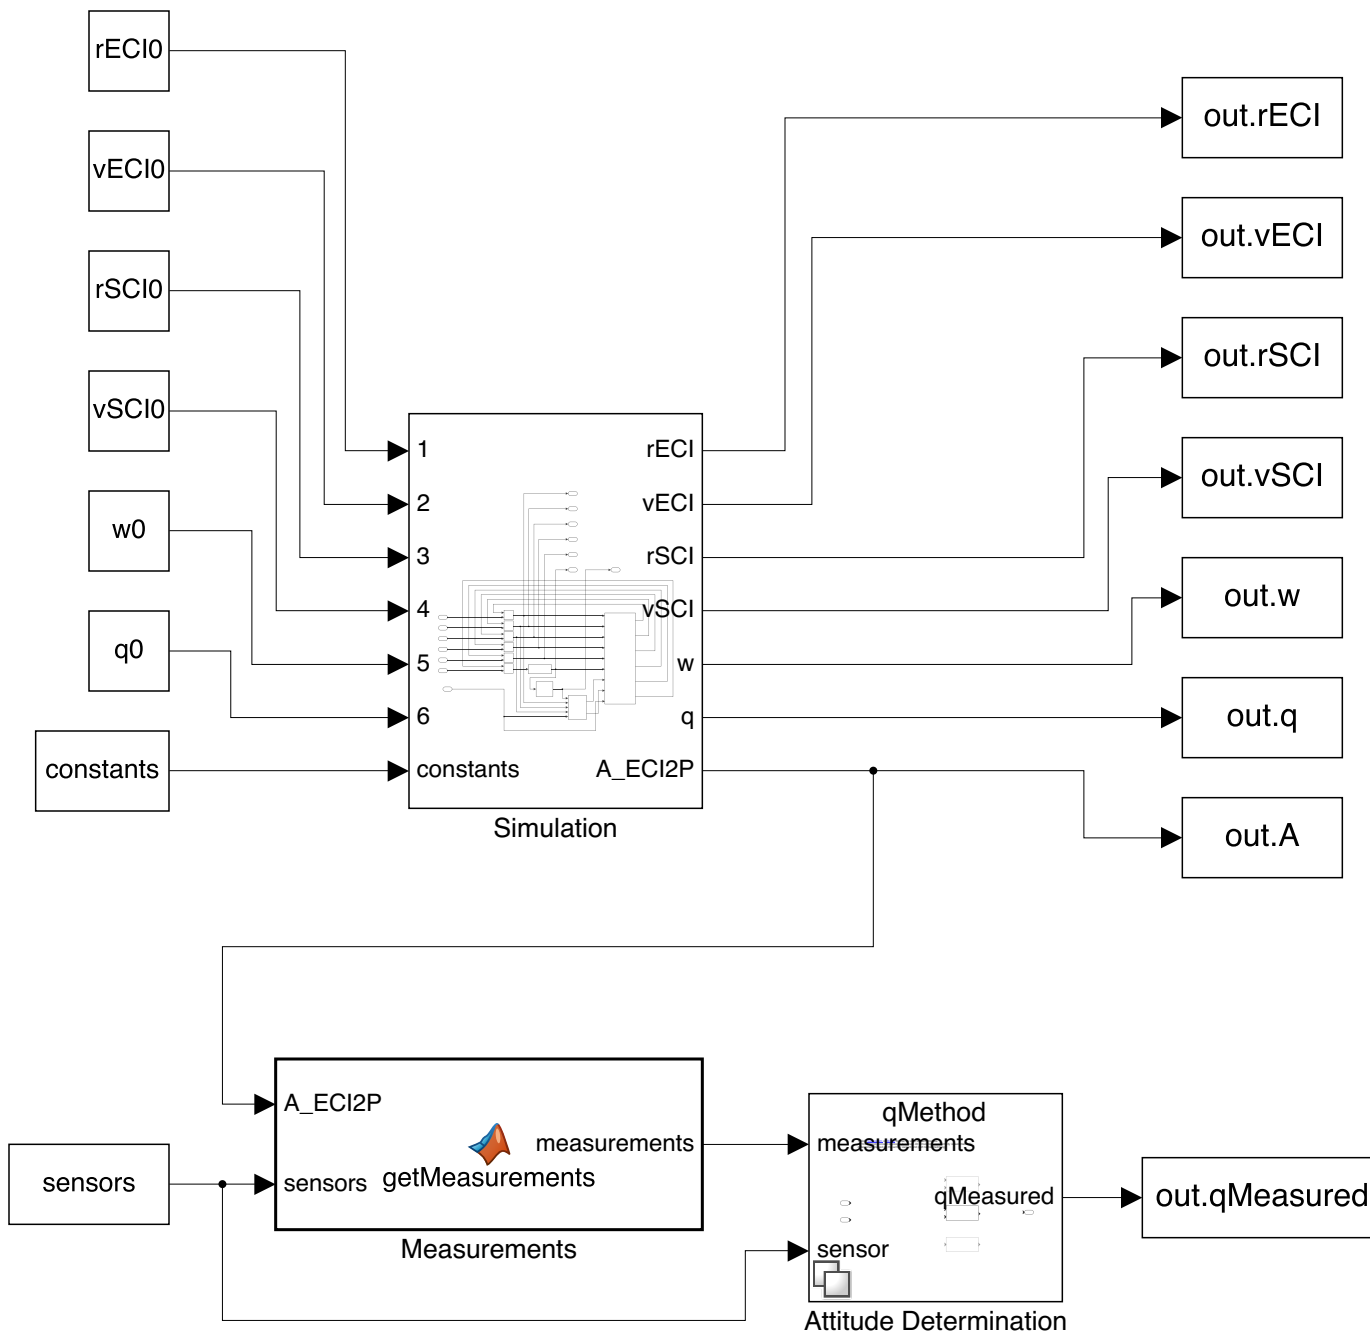 rECI0
vECI0
rSCI0
vSCI0
w0
q0
constants
1
2
3
4
5
6
constants
rECI
vECI
rSCI
vSCI
w
q
A_ECI2P
Simulation
out.rECI
out.vECI
out.rSCI
out.vSCI
out.w
out.q
out.A
sensors
A_ECI2P
sensors
getMeasurements
measurements
Measurements
qMethod
measurements
sensor
qMeasured
Attitude Determination
out.qMeasured